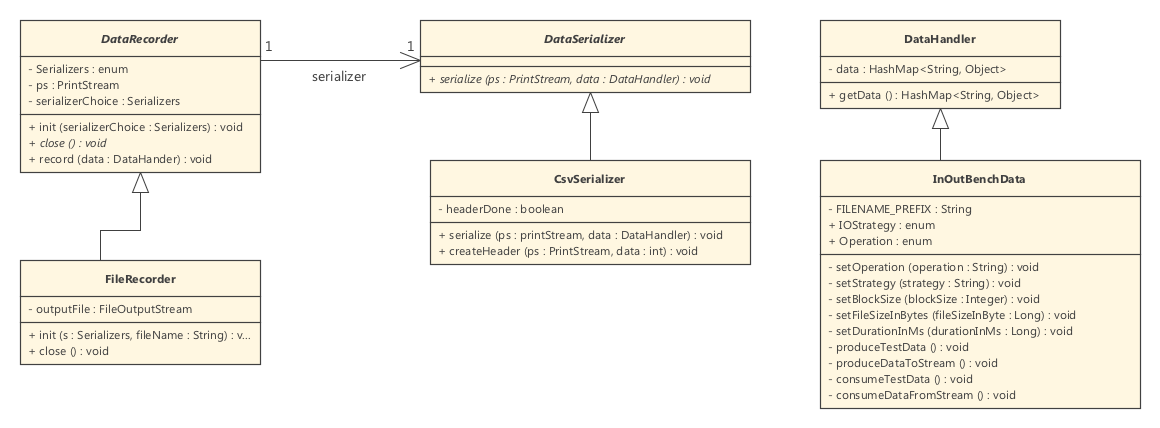 DataRecorder
- Serializers : enum
- ps : PrintStream
- serializerChoice : Serializers
+ init (serializerChoice : Serializers) : void
+ close () : void
+ record (data : DataHander) : void
1
1
serializer
DataSerializer
+ serialize (ps : PrintStream, data : DataHandler) : void
DataHandler
- data : HashMap<String, Object>
+ getData () : HashMap<String, Object>
FileRecorder
- outputFile : FileOutputStream
+ init (s : Serializers, fileName : String) : v...
+ close () : void
CsvSerializer
- headerDone : boolean
+ serialize (ps : printStream, data : DataHandler) : void
+ createHeader (ps : PrintStream, data : int) : void
InOutBenchData
- FILENAME_PREFIX : String
+ IOStrategy : enum
+ Operation : enum
- setOperation (operation : String) : void
- setStrategy (strategy : String) : void
- setBlockSize (blockSize : Integer) : void
- setFileSizeInBytes (fileSizeInByte : Long) : void
- setDurationInMs (durationInMs : Long) : void
- produceTestData () : void
- produceDataToStream () : void
- consumeTestData () : void
- consumeDataFromStream () : void